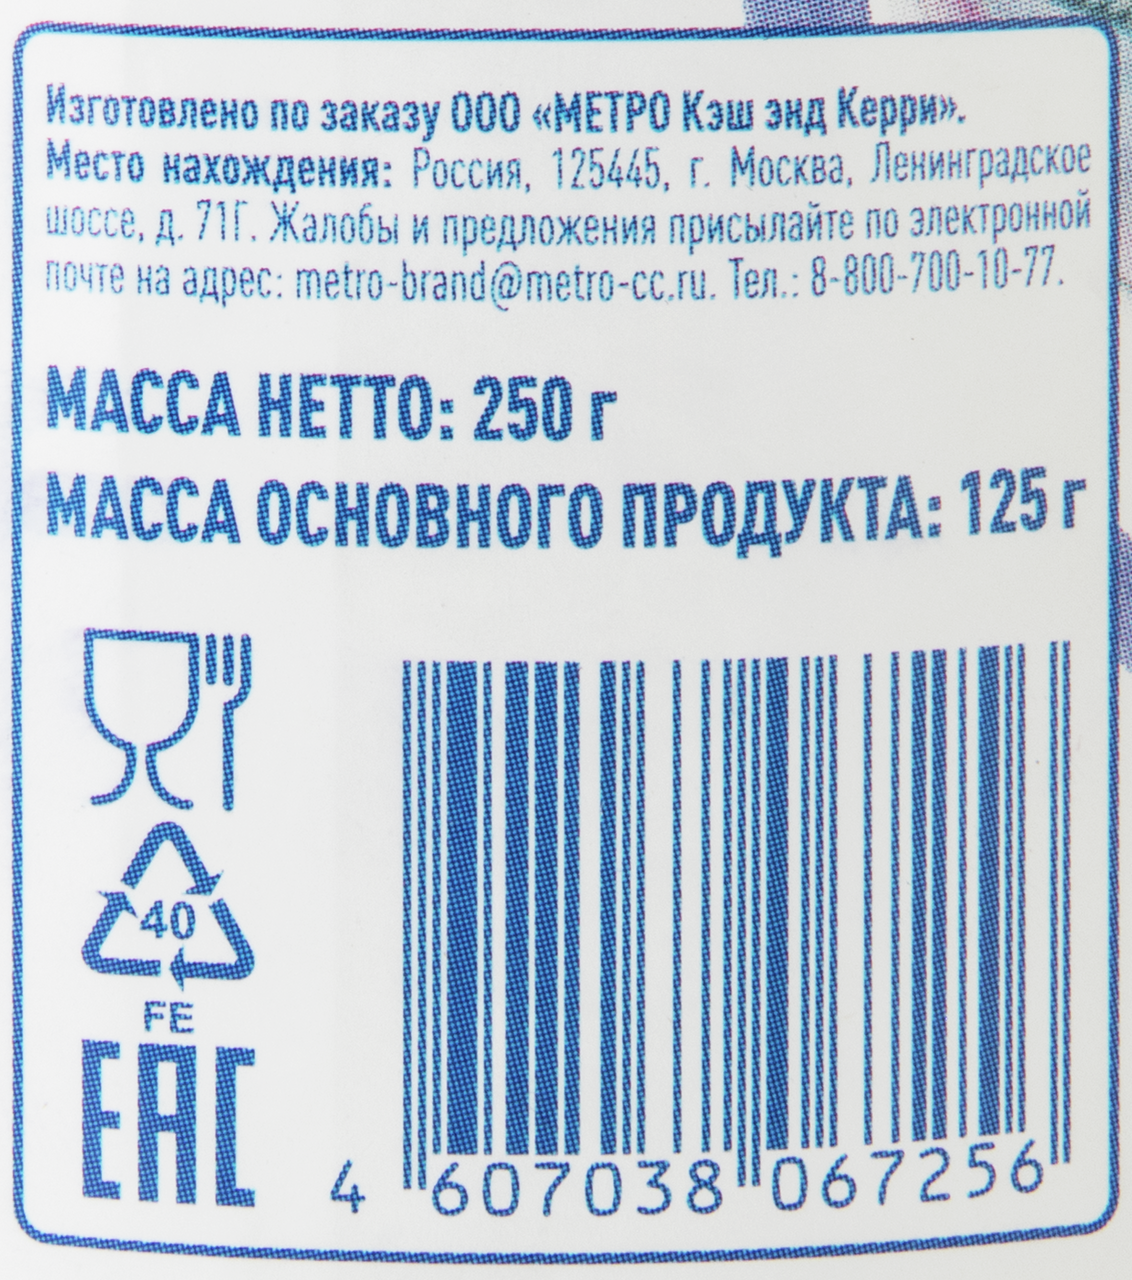 Изготовлено по заказу ООО «МЕТРО Кэш энд Керри».
Место нахождения: Россия, 125445, г. Москва, Ленинградское
шоссе, д. 71Г. Жалобы и предложения присылайте по электронной
почте на адрес: metro-brand@metro-cc.ru. Тел.: 8-800-700-10-77.
МАССА НЕТТО: 250 г
МАССА ОСНОВНОГО ПРОДУКТА: 125 г
40
FE
EAC
4 607038 067256